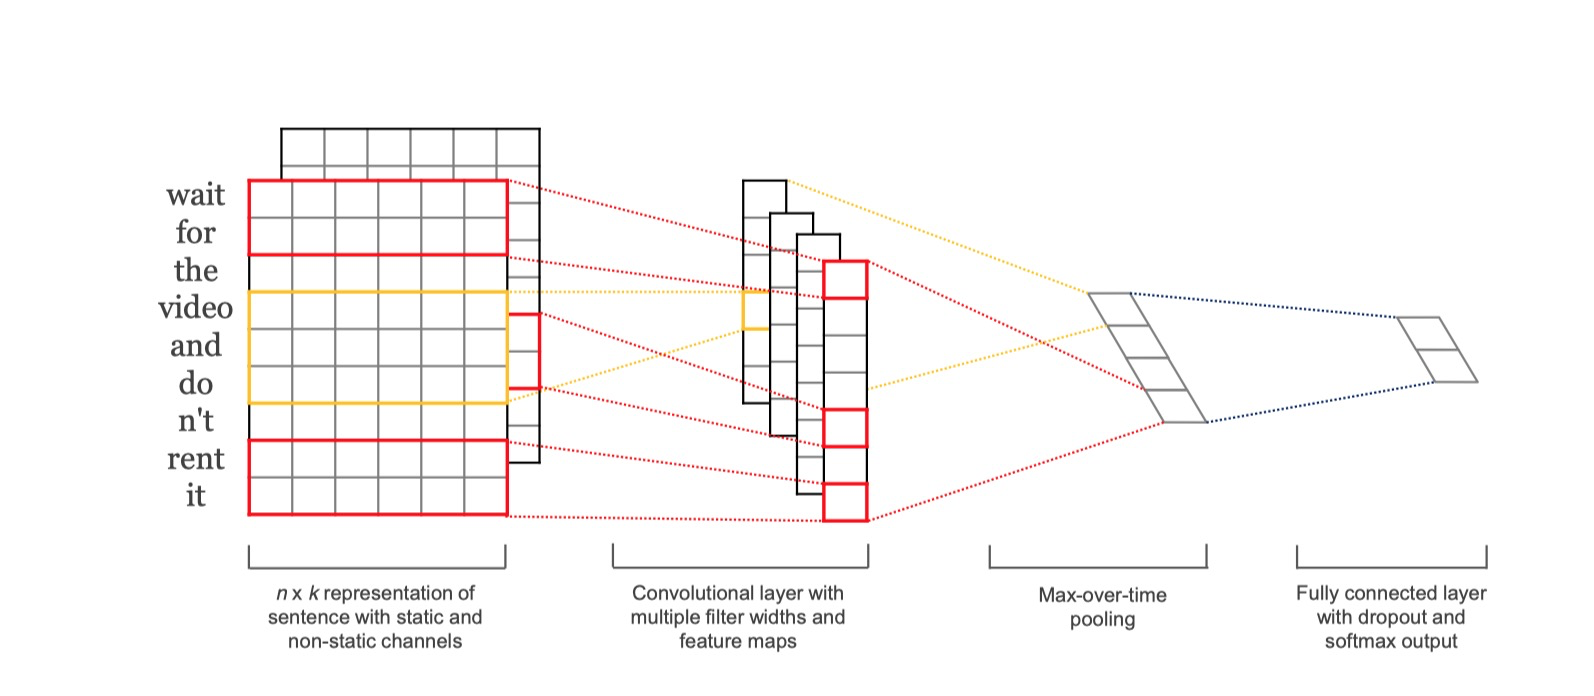 wait
for
the
video
and
do
n't
rent
it
n x k representation of
sentence with static and
non-static channels
Convolutional layer with
multiple filter widths and
feature maps
Max-over-time
pooling
Fully connected layer
with dropout and
softmax output